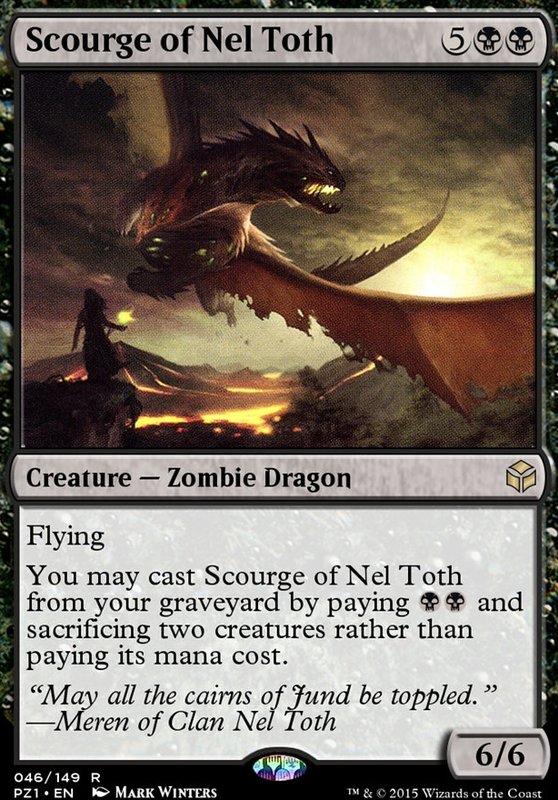 Scourge of Nel Toth 5
Creature — Zombie Dragon
Flying
You may cast Scourge of Nel Toth
from your graveyard by paying and
sacrificing two creatures rather than
paying its mana cost.
“May all the cairns of Jund be toppled.”
—Meren of Clan Nel Toth
6/6
046/149 R
PZ1 • EN Mark Winters
™ & © 2015 Wizards of the Coast